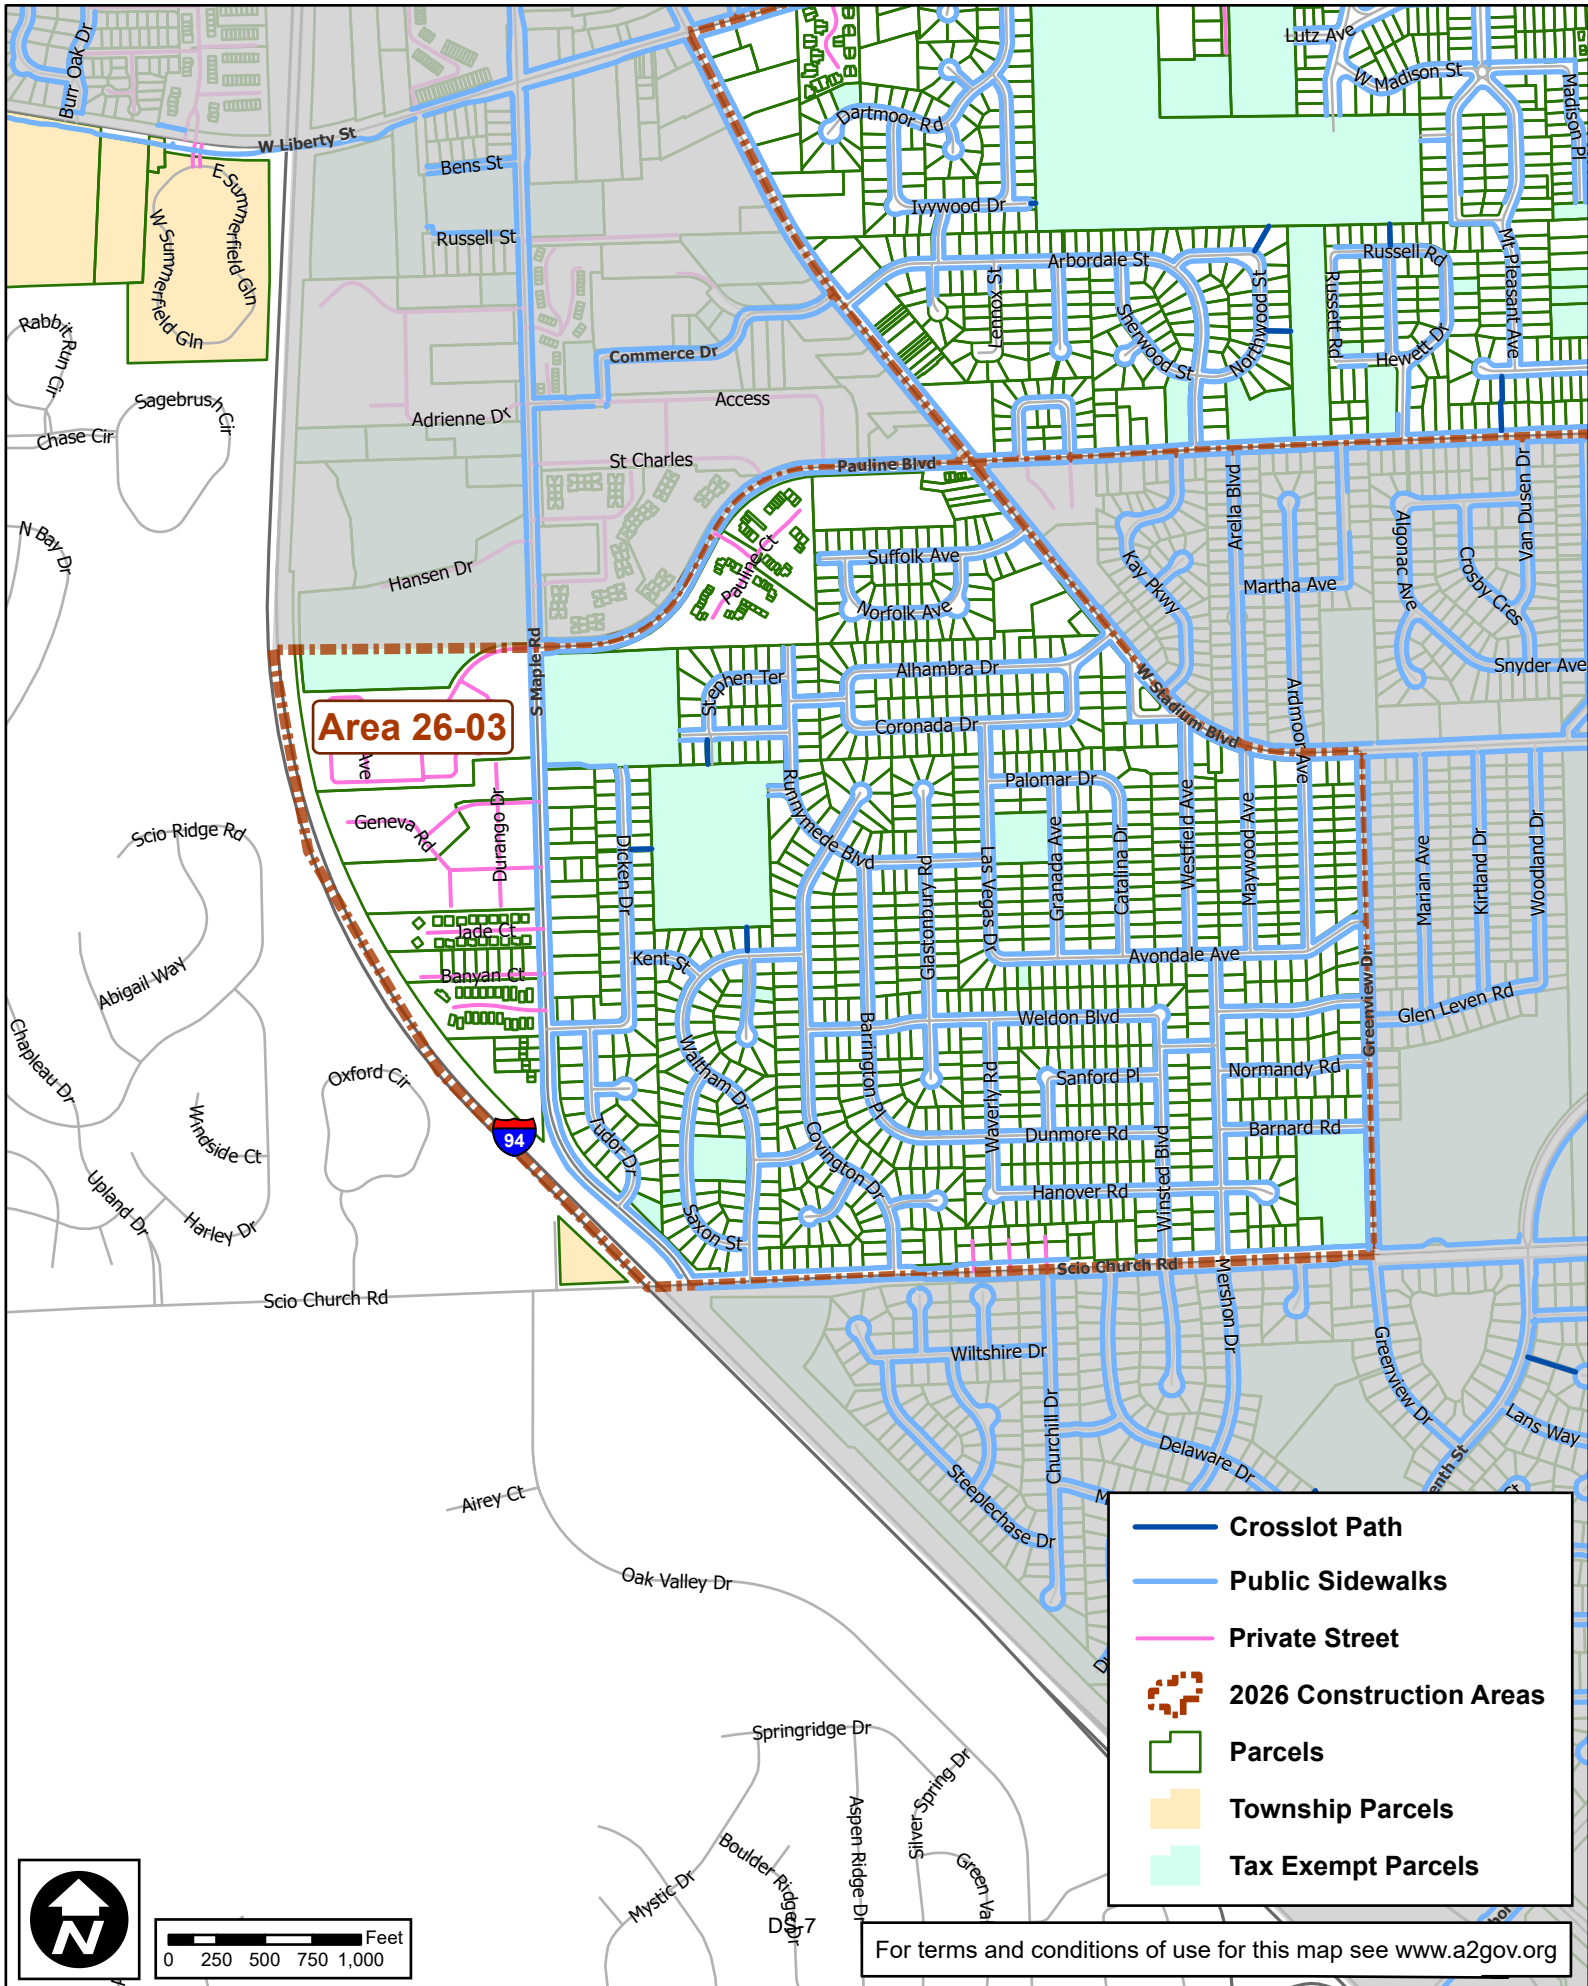 Lutz Ave
W Madison St
Madison Pl
Burr Oak Dr
Dartmoor Rd
W Liberty St
Bens St
E Summerfield Gln
W Summerfield Gln
Ivywood Dr
Russell St
Arbordale St
Russell Rd
Mt Pleasant Ave
Lennox St
Sherwood St
Northwood St
Russett Rd
Hewett Dr
Rabbit Run Cir
Commerce Dr
Sagebrush Cir
Adrienne Dr
Access
Chase Cir
St Charles
Pauline Blvd
N Bay Dr
Arella Blvd
Van Dusen Dr
Algonac Ave
Crosby Cres
Suffolk Ave
Pauline Ct
Hansen Dr
Kay Pkwy
Martha Ave
Norfolk Ave
S Maple Rd
Alhambra Dr
Snyder Ave
Stephen Ter
W Stadium Blvd
Ardmoor Ave
Area 26-03
Coronada Dr
Ave
Palomar Dr
Runnymede Blvd
Durango Dr
Geneva Rd
Scio Ridge Rd
Dicken Dr
Glastonbury Rd
Las Vegas Dr
Granada Ave
Catalina Dr
Westfield Ave
Maywood Ave
Marian Ave
Kirtland Dr
Woodland Dr
Jade Ct
Kent St
Avondale Ave
Abigail Way
Banyan Ct
Greenview Dr
Glen Leven Rd
Weldon Blvd
Barrington Pl
Chapleau Dr
Oxford Cir
Waltham Dr
Waverly Rd
Sanford Pl
Normandy Rd
Windside Ct
94
Tudor Dr
Covington Dr
Dunmore Rd
Barnard Rd
Winsted Blvd
Upland Dr
Harley Dr
Saxon St
Hanover Rd
Scio Church Rd
Scio Church Rd
Mershon Dr
Wiltshire Dr
Greenview Dr
Churchill Dr
Lans Way
Delaware Dr
enth St
Steeplechase Dr
Airey Ct
Oak Valley Dr
Crosslot Path
Public Sidewalks
Private Street
2026 Construction Areas
Parcels
Township Parcels
Tax Exempt Parcels
Springridge Dr
Silver Spring Dr
Aspen Ridge Dr
Boulder Ridge Dr
Mystic Dr
Green Va
DS-7
N
Feet
0 250 500 750 1,000
For terms and conditions of use for this map see www.a2gov.org